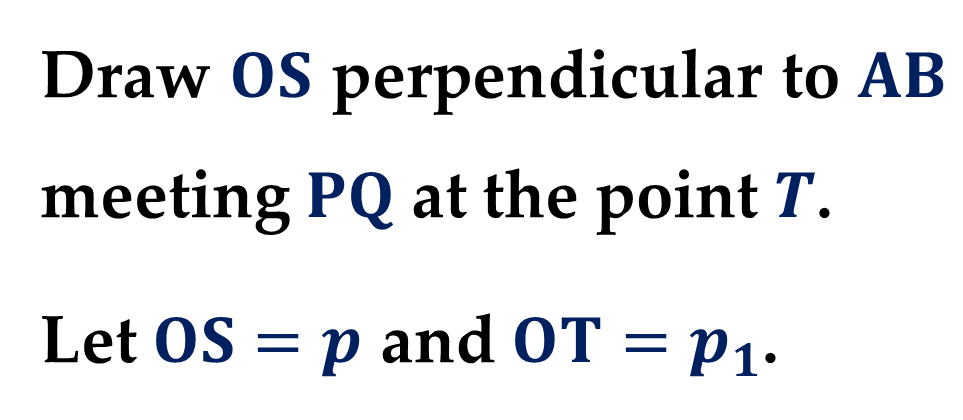 Draw OS perpendicular to AB
meeting PQ at the point T.
Let OS = p and OT = p₁.